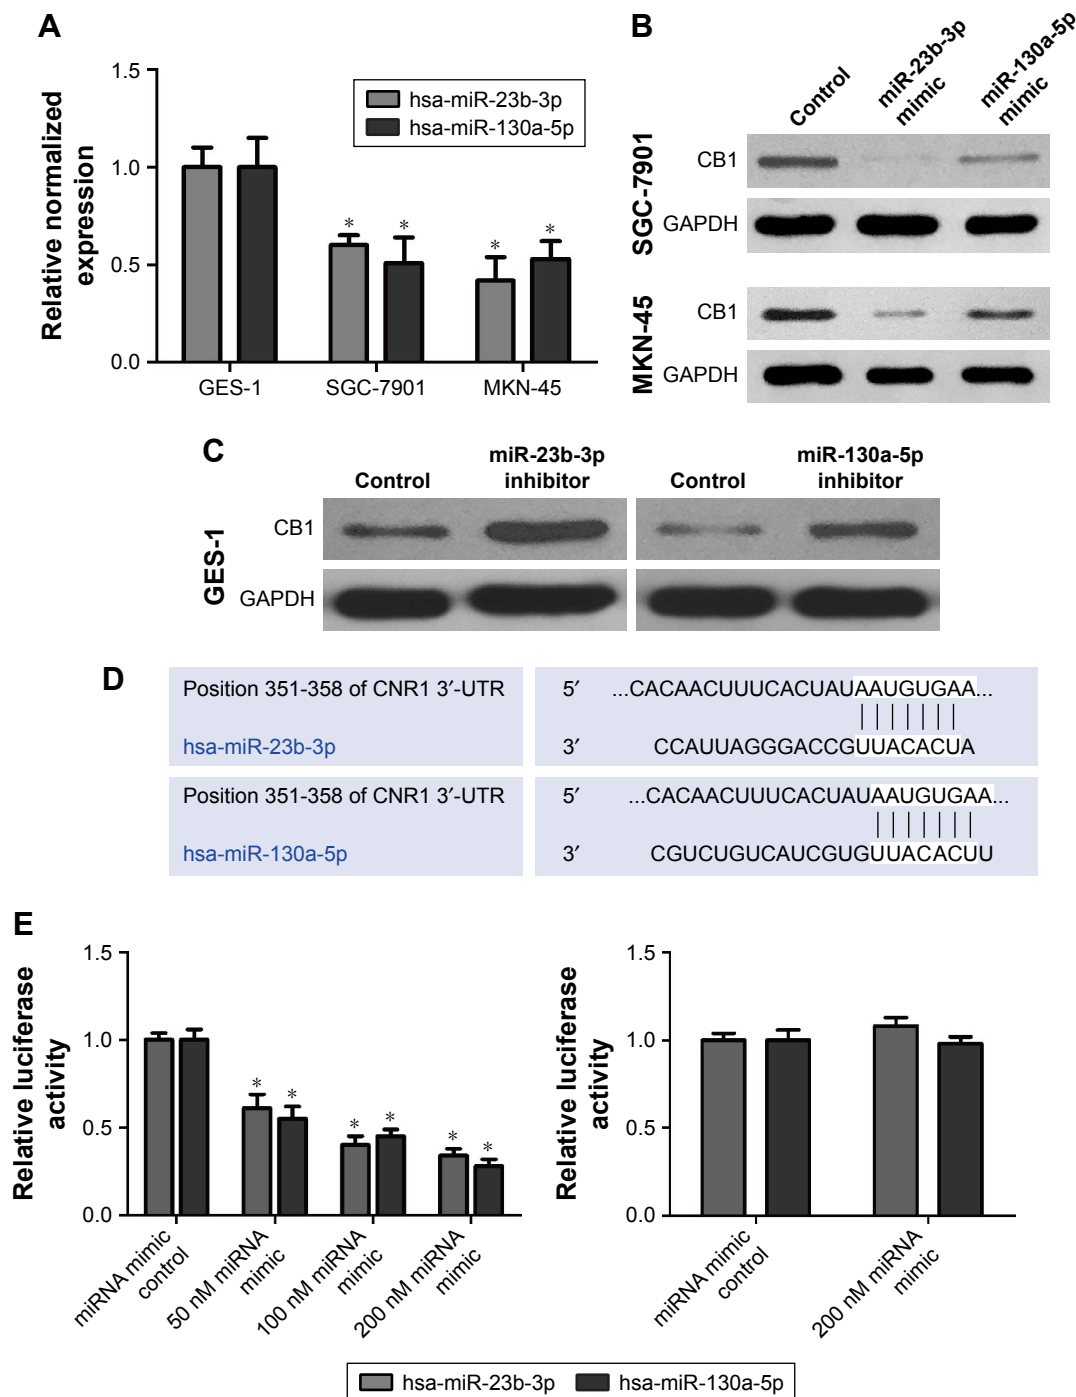 A
Relative normalized
expression
1.5
1.0
0.5
0.0
hsa-miR-23b-3p
hsa-miR-130a-5p
* * * *
GES-1 SGC-7901 MKN-45
B
Control
miR-23b-3p
mimic
miR-130a-5p
mimic
SGC-7901
CB1
GAPDH
MKN-45
CB1
GAPDH
C
Control miR-23b-3p inhibitor Control miR-130a-5p inhibitor
GES-1
CB1
GAPDH
D
Position 351-358 of CNR1 3′-UTR 5′ ...CACAACUUUCACUAUAAUGUGAA...
hsa-miR-23b-3p 3′ CCAUUAGGGACCGUUACACUA
Position 351-358 of CNR1 3′-UTR 5′ ...CACAACUUUCACUAUAAUGUGAA...
hsa-miR-130a-5p 3′ CGUCUGUCAUCGUGUUACACUU
E
Relative luciferase
activity
1.5
1.0
0.5
0.0
* * * * * *
miRNA mimic
control
50 nM miRNA
mimic
100 nM miRNA
mimic
200 nM miRNA
mimic
Relative luciferase
activity
1.5
1.0
0.5
0.0
miRNA mimic
control
200 nM miRNA
mimic
hsa-miR-23b-3p hsa-miR-130a-5p